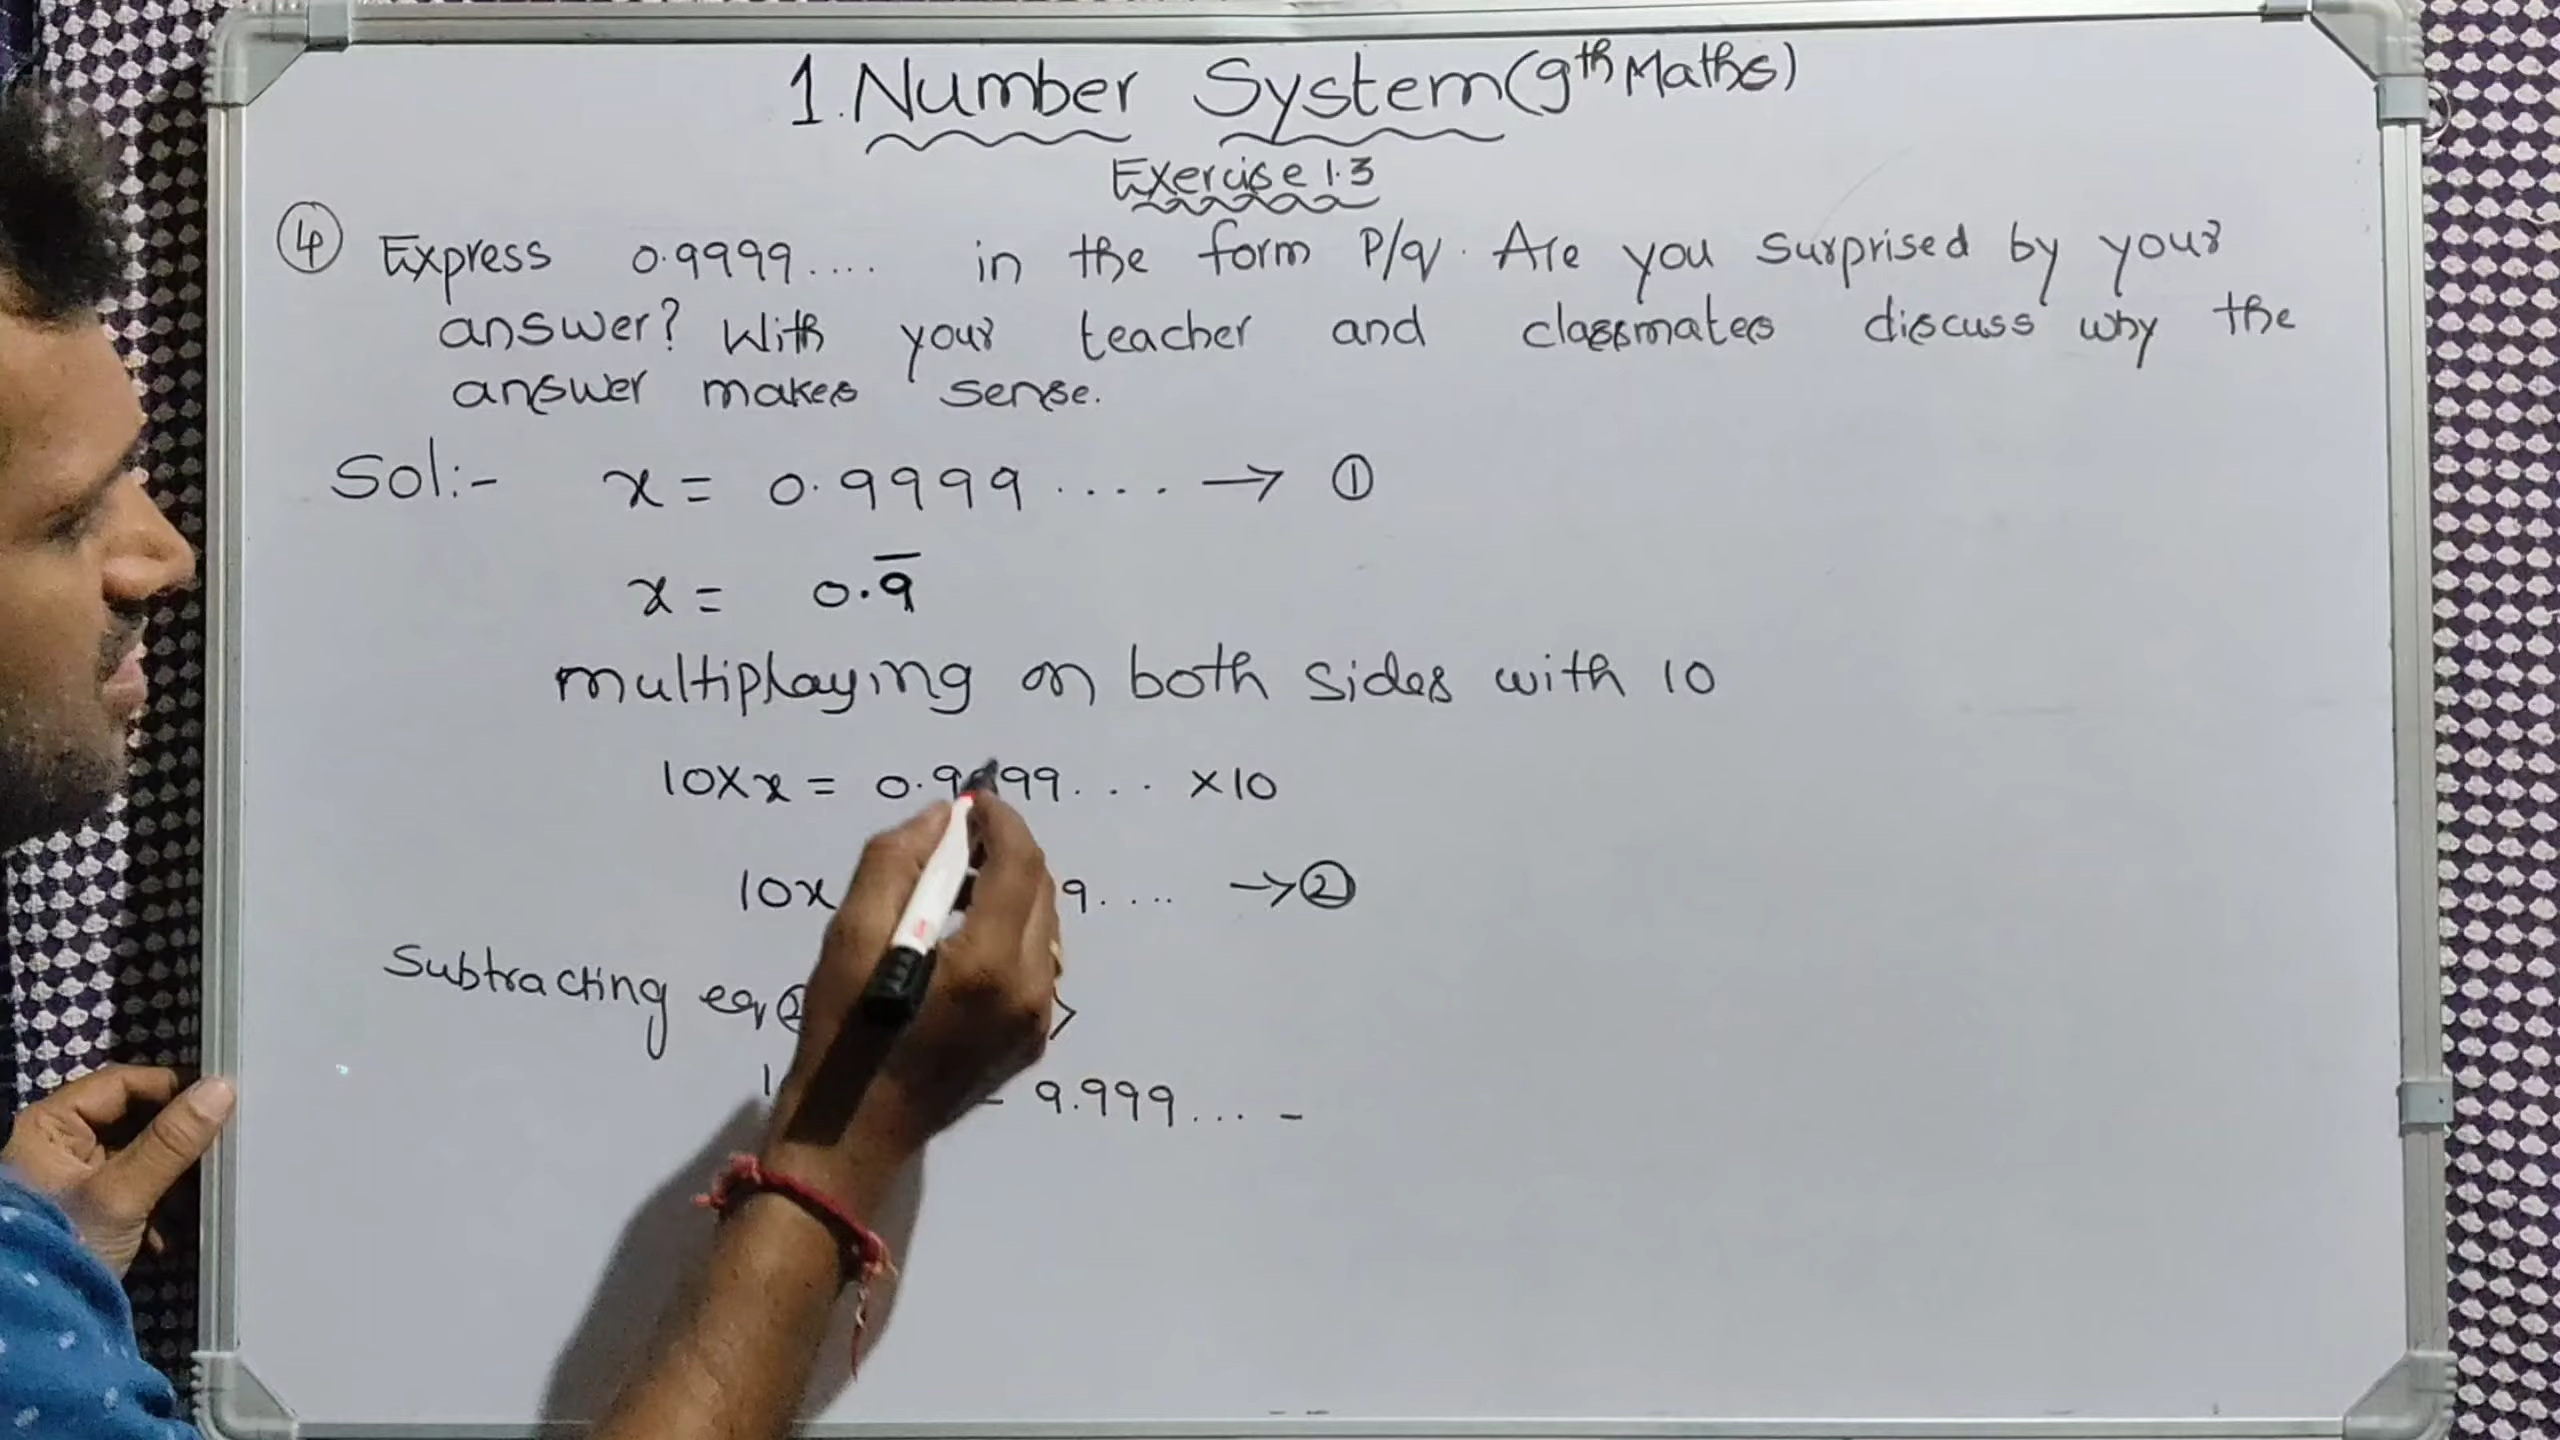 1. Number System (9th Maths)
Exercise 1.3
④ Express 0.9999.... in the form P/q. Are you surprised by your
answer? With your teacher and classmates discuss why the
answer makes sense.
Sol:- x = 0.9999.... → ①
x = 0.9̅
multiplaying on both sides with 10
10×x = 0.9999... ×10
10x 9.... → ②
Subtracting eq ②
1 = 9.999... -